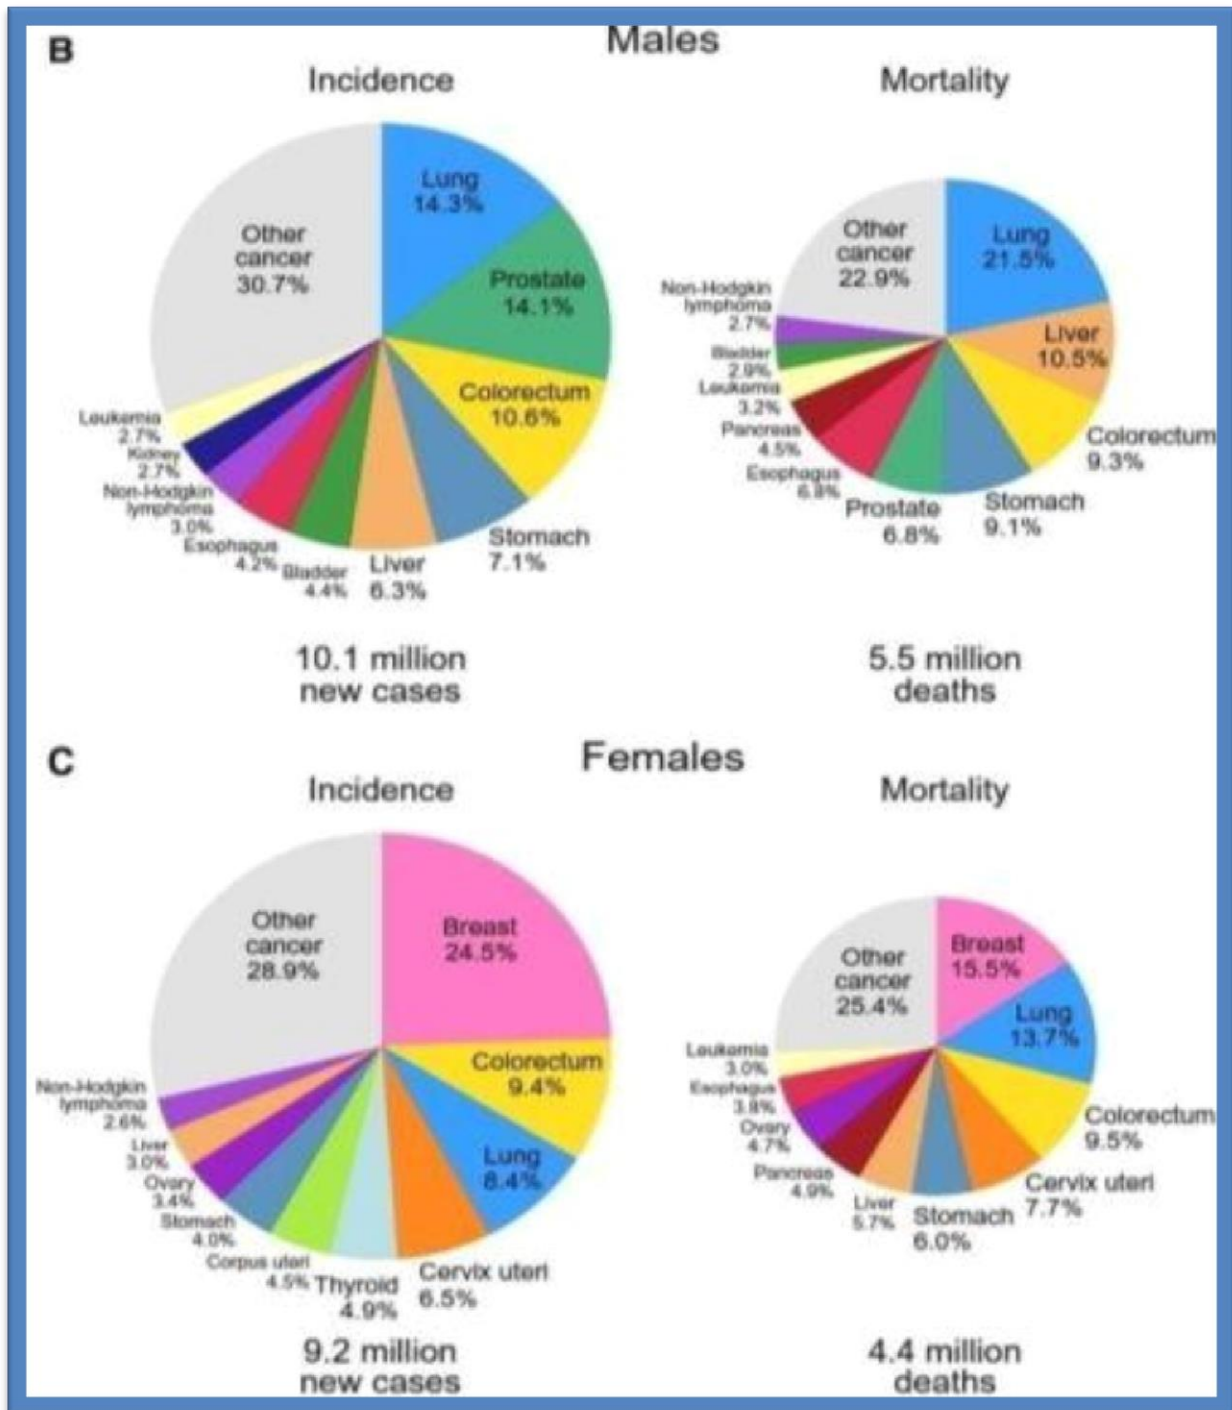 B
Males
Incidence
Mortality
Lung
14.3%
Prostate
14.1%
Colorectum
10.6%
Stomach
7.1%
Liver
6.3%
Bladder
4.4%
Esophagus
4.2%
Non-Hodgkin
lymphoma
3.0%
Kidney
2.7%
Leukemia
2.7%
Other
cancer
30.7%
10.1 million
new cases
Lung
21.5%
Liver
10.5%
Colorectum
9.3%
Stomach
9.1%
Prostate
6.8%
Esophagus
6.8%
Pancreas
4.5%
Leukemia
3.2%
Bladder
2.9%
Non-Hodgkin
lymphoma
2.7%
Other
cancer
22.9%
5.5 million
deaths
C
Females
Incidence
Mortality
Breast
24.5%
Colorectum
9.4%
Lung
8.4%
Cervix uteri
6.5%
Thyroid
4.9%
Corpus uteri
4.5%
Stomach
4.0%
Ovary
3.4%
Liver
3.0%
Non-Hodgkin
lymphoma
2.6%
Other
cancer
28.9%
9.2 million
new cases
Breast
15.5%
Lung
13.7%
Colorectum
9.5%
Cervix uteri
7.7%
Stomach
6.0%
Liver
5.7%
Pancreas
4.9%
Ovary
4.7%
Esophagus
3.8%
Leukemia
3.0%
Other
cancer
25.4%
4.4 million
deaths